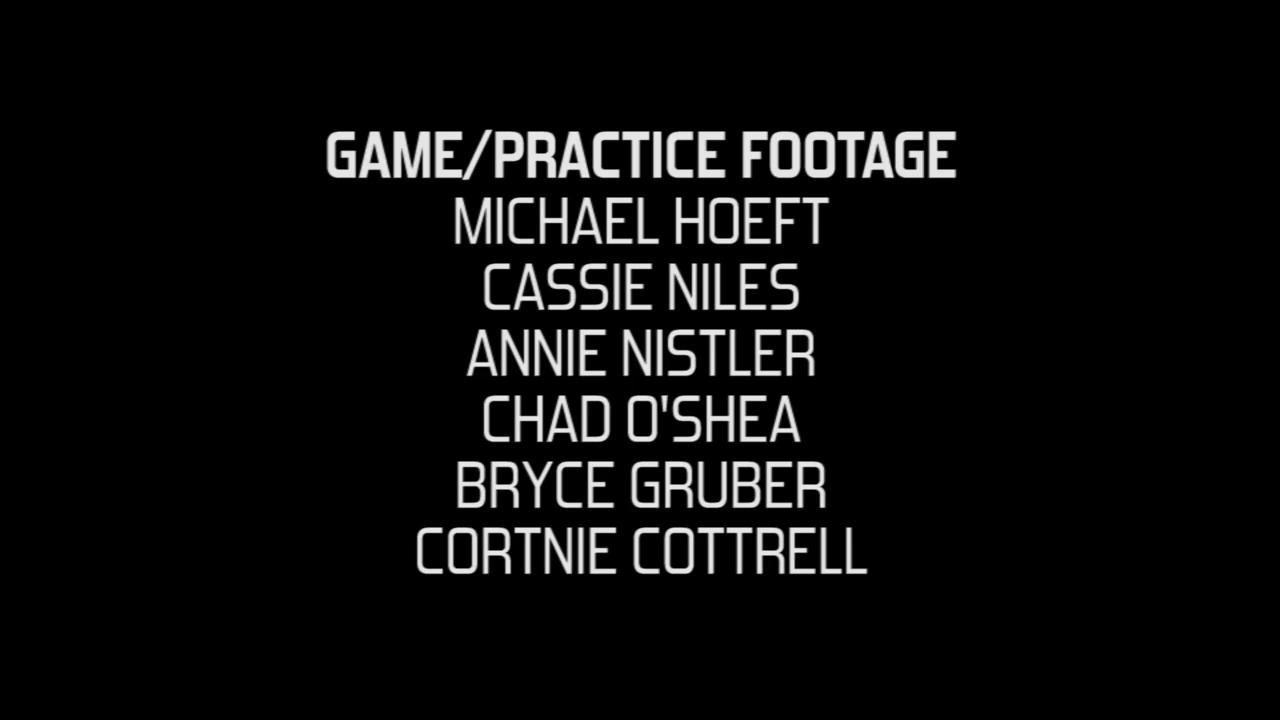 GAME/PRACTICE FOOTAGE
MICHAEL HOEFT
CASSIE NILES
ANNIE NISTLER
CHAD O'SHEA
BRYCE GRUBER
CORTNIE COTTRELL